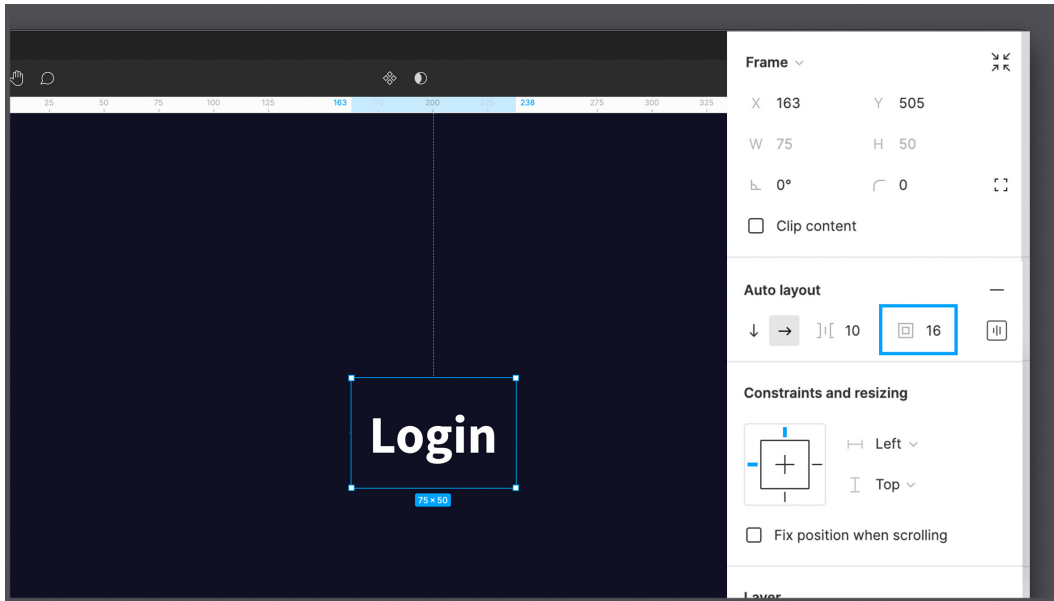 Frame
X 163 Y 505
25 50 75 100 125 163 200 238 275 300 325
W 75 H 50
0° 0
Clip content
Auto layout
10 16
Constraints and resizing
Left
Login
Top
75 × 50
Fix position when scrolling
Layer